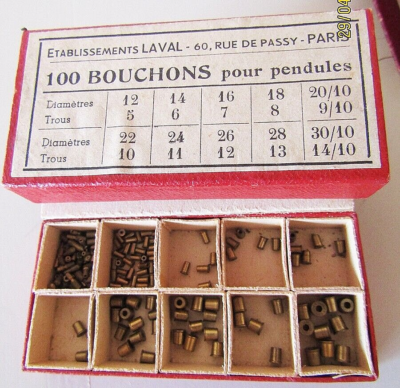 ETABLISSEMENTS LAVAL - 60, RUE DE PASSY - PARI
100 BOUCHONS pour pendules
Diamètres 12 14 16 18 20/10
Trous 5 6 7 8 9/10
Diamètres 22 24 26 28 30/10
Trous 10 11 12 13 14/10